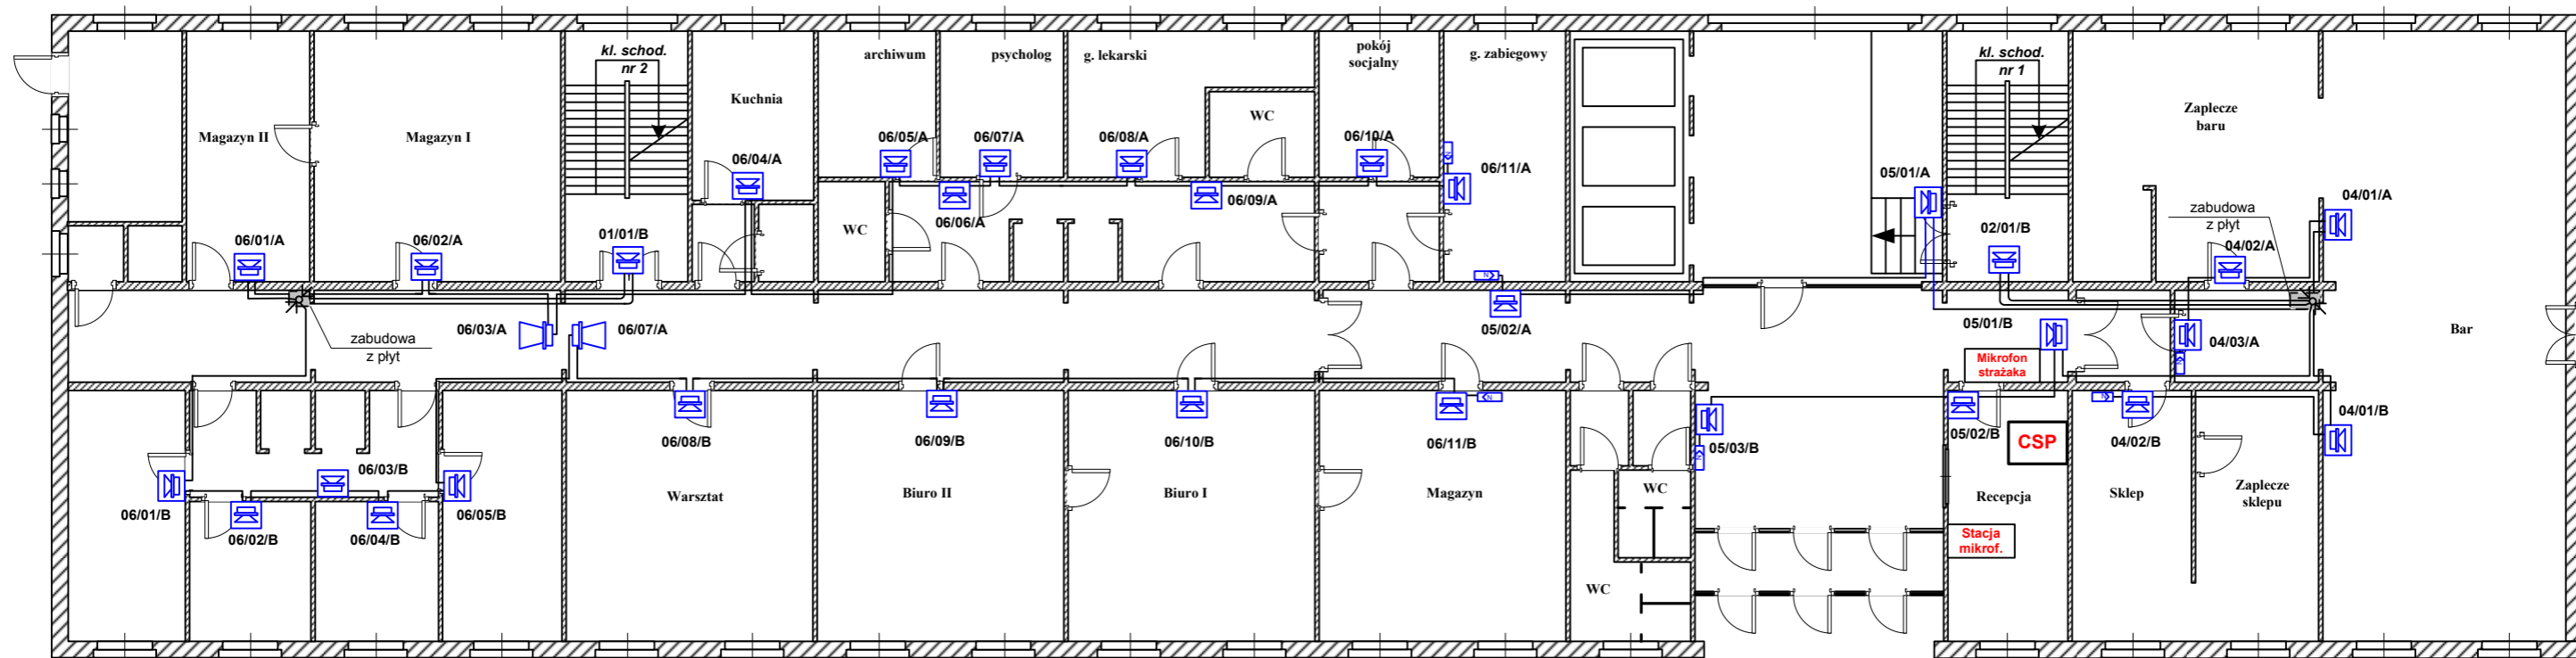 kl. schod.
nr 2
archiwum
psycholog
g. lekarski
pokój
socjalny
g. zabiegowy
kl. schod.
nr 1
Kuchnia
WC
Zaplecze
baru
Magazyn II
Magazyn I
06/05/A
06/07/A
06/08/A
06/10/A
06/04/A
06/11/A
05/01/A
04/01/A
06/06/A
06/09/A
zabudowa
z płyt
WC
06/01/A
06/02/A
01/01/B
02/01/B
04/02/A
N
N
06/03/A
06/07/A
05/02/A
05/01/B
04/03/A
N
Bar
zabudowa
z płyt
Mikrofon
strażaka
N
N
04/01/B
06/08/B
06/09/B
06/10/B
06/11/B
05/03/B
N
05/02/B
CSP
04/02/B
06/03/B
Warsztat
Biuro II
Biuro I
Magazyn
WC
Recepcja
Sklep
Zaplecze
sklepu
06/01/B
06/05/B
06/02/B
06/04/B
Stacja
mikrof.
WC